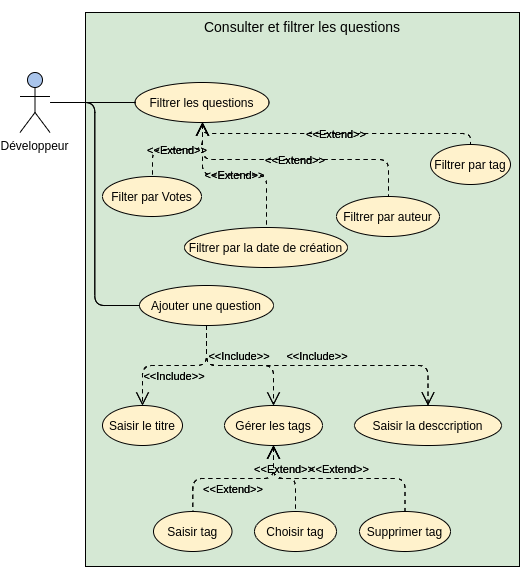 Consulter et filtrer les questions
Développeur
Filtrer les questions
<<Extend>>
<<Extend>>
<<Extend>>
<<Extend>>
Filtrer par tag
Filter par Votes
Filtrer par auteur
Filtrer par la date de création
Ajouter une question
<<Include>>
<<Include>>
<<Include>>
Saisir le titre
Gérer les tags
Saisir la desccription
<<Extend>>
<<Extend>>
<<Extend>>
Saisir tag
Choisir tag
Supprimer tag